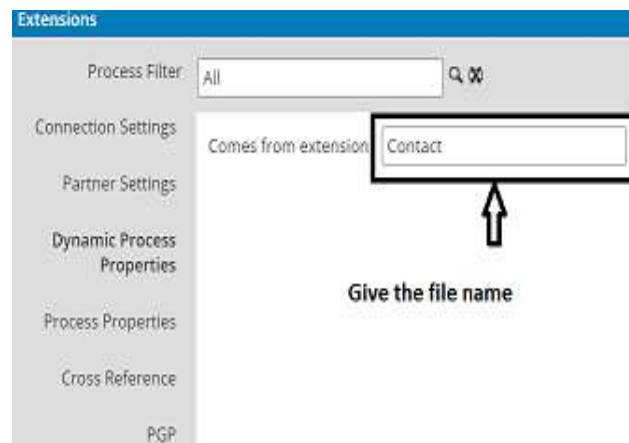 Extensions
Process Filter All
Connection Settings
Comes from extension Contact
Partner Settings
Dynamic Process
Properties
Give the file name
Process Properties
Cross Reference
PGP